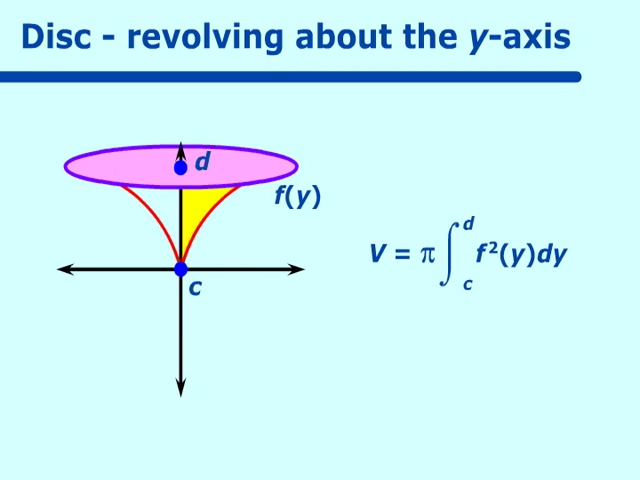 Disc - revolving about the y-axis
d
f(y)
c
V = π∫ d c f²(y)dy